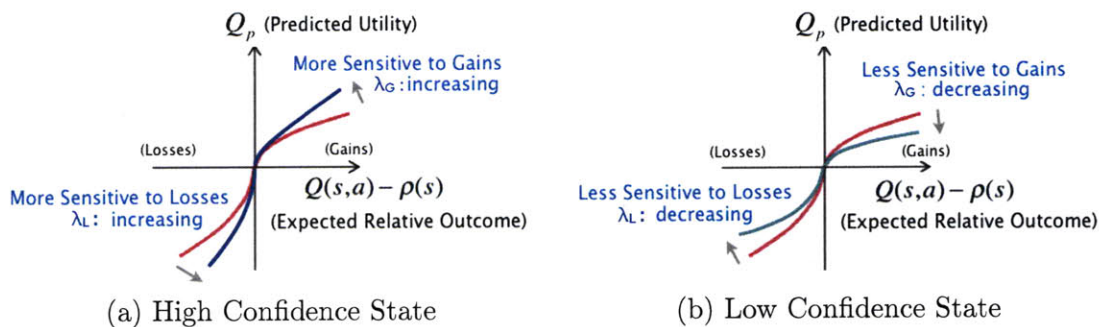 Qp (Predicted Utility)
More Sensitive to Gains
λG : increasing
(Losses)
(Gains)
More Sensitive to Losses
λL : increasing
Q(s,a) − ρ(s)
(Expected Relative Outcome)
(a) High Confidence State
Qp (Predicted Utility)
Less Sensitive to Gains
λG : decreasing
(Losses)
(Gains)
Less Sensitive to Losses
λL : decreasing
Q(s,a) − ρ(s)
(Expected Relative Outcome)
(b) Low Confidence State